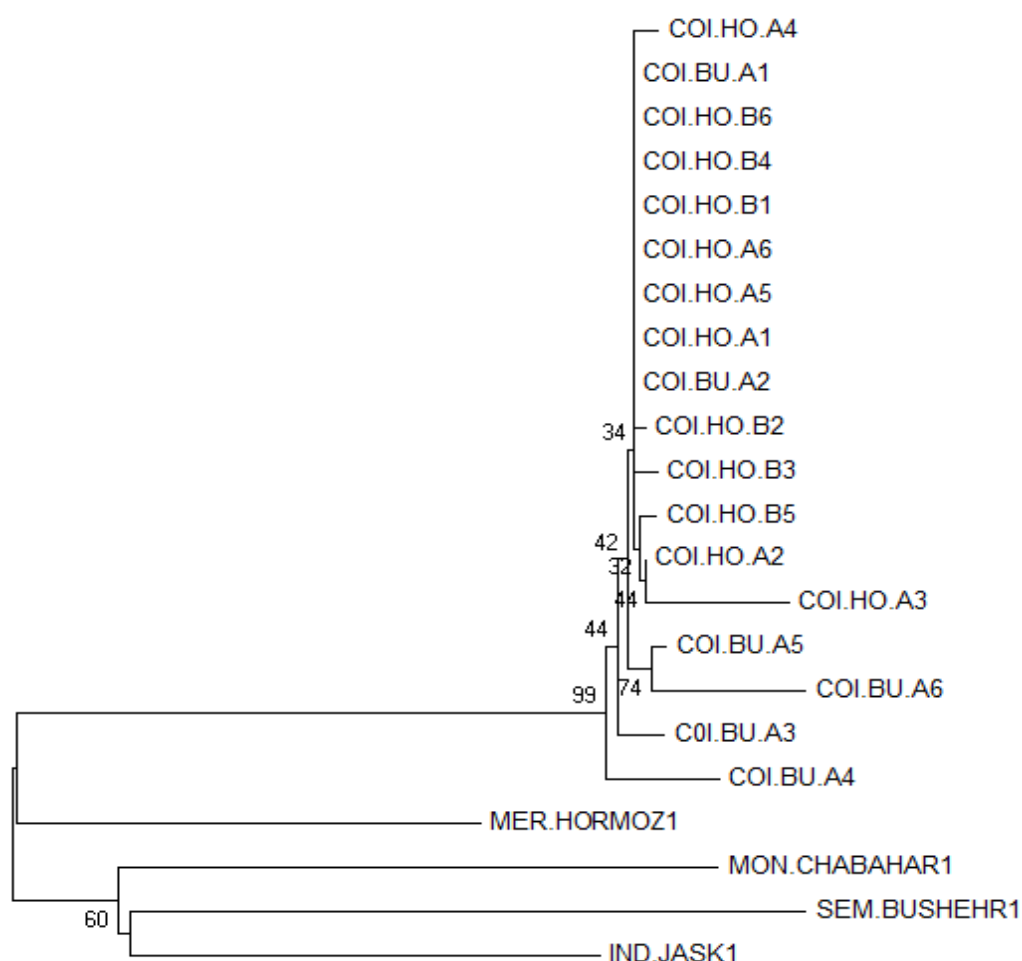 COI.HO.A4
COI.BU.A1
COI.HO.B6
COI.HO.B4
COI.HO.B1
COI.HO.A6
COI.HO.A5
COI.HO.A1
COI.BU.A2
34 COI.HO.B2
COI.HO.B3
COI.HO.B5
42
32 COI.HO.A2
44 COI.HO.A3
44
COI.BU.A5
74 COI.BU.A6
99
C0I.BU.A3
COI.BU.A4
MER.HORMOZ1
MON.CHABAHAR1
60 SEM.BUSHEHR1
IND.JASK1